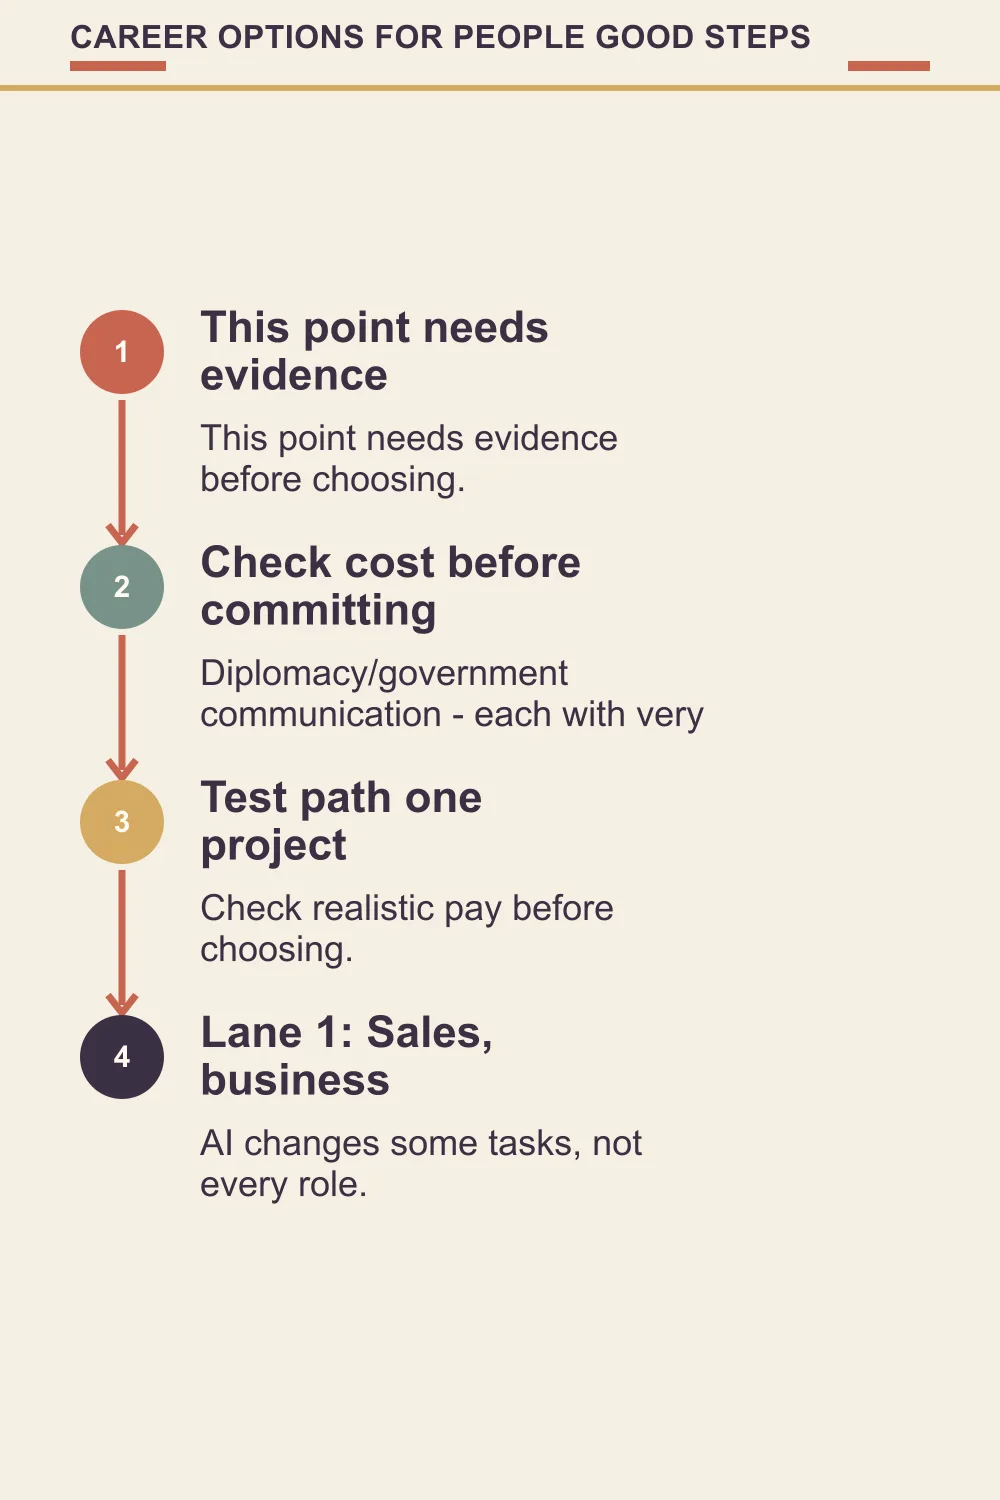 CAREER OPTIONS FOR PEOPLE GOOD STEPS
1
This point needs
evidence
This point needs evidence
before choosing.
2
Check cost before
committing
Diplomacy/government
communication - each with very
3
Test path one
project
Check realistic pay before
choosing.
4
Lane 1: Sales,
business
AI changes some tasks, not
every role.